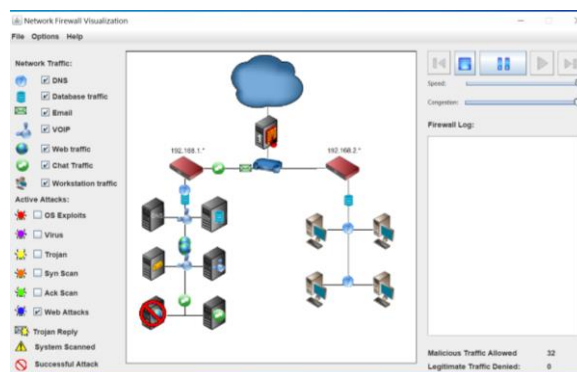 Network Firewall Visualization
File Options Help
Network Traffic:
DNS
Database traffic
Email
VOIP
Web traffic
Chat Traffic
Workstation traffic
Active Attacks:
OS Exploits
Virus
Trojan
Syn Scan
Ack Scan
Web Attacks
Trojan Reply
System Scanned
Successful Attack
192.168.1.*
192.168.2.*
Speed:
Congestion:
Firewall Log:
Malicious Traffic Allowed 32
Legitimate Traffic Denied: 0